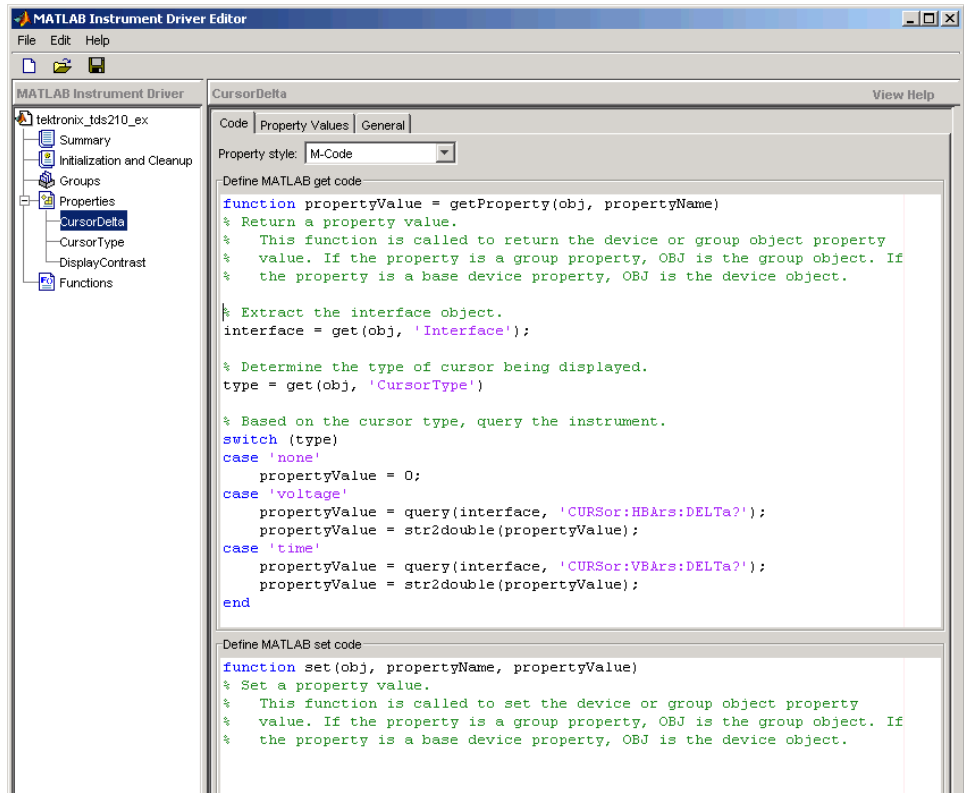 MATLAB Instrument Driver Editor
File Edit Help
MATLAB Instrument Driver
tektronix_tds210_ex
Summary
Initialization and Cleanup
Groups
Properties
CursorDelta
CursorType
DisplayContrast
Functions
CursorDelta View Help
Code Property Values General
Property style: M-Code
Define MATLAB get code
function propertyValue = getProperty(obj, propertyName)
% Return a property value.
%   This function is called to return the device or group object property
%   value. If the property is a group property, OBJ is the group object. If
%   the property is a base device property, OBJ is the device object.
% Extract the interface object.
interface = get(obj, 'Interface');
% Determine the type of cursor being displayed.
type = get(obj, 'CursorType')
% Based on the cursor type, query the instrument.
switch (type)
case 'none'
    propertyValue = 0;
case 'voltage'
    propertyValue = query(interface, 'CURSor:HBArs:DELTa?');
    propertyValue = str2double(propertyValue);
case 'time'
    propertyValue = query(interface, 'CURSor:VBArs:DELTa?');
    propertyValue = str2double(propertyValue);
end
Define MATLAB set code
function set(obj, propertyName, propertyValue)
% Set a property value.
%   This function is called to set the device or group object property
%   value. If the property is a group property, OBJ is the group object. If
%   the property is a base device property, OBJ is the device object.